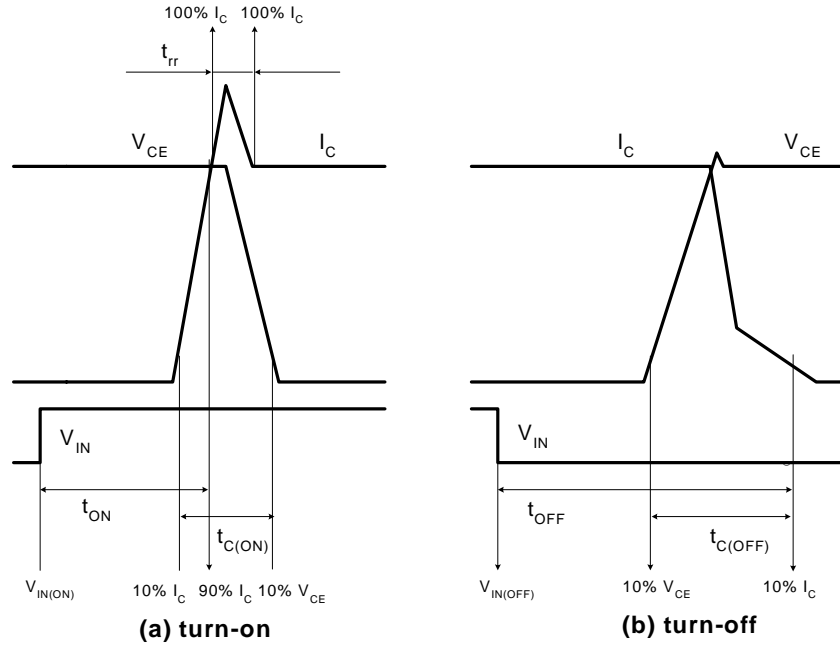 100% I_C 100% I_C
t_rr
V_CE I_C
I_C V_CE
V_IN
V_IN
t_ON
t_C(ON)
t_OFF
t_C(OFF)
V_IN(ON)
10% I_C 90% I_C 10% V_CE
V_IN(OFF)
10% V_CE
10% I_C
(a) turn-on
(b) turn-off